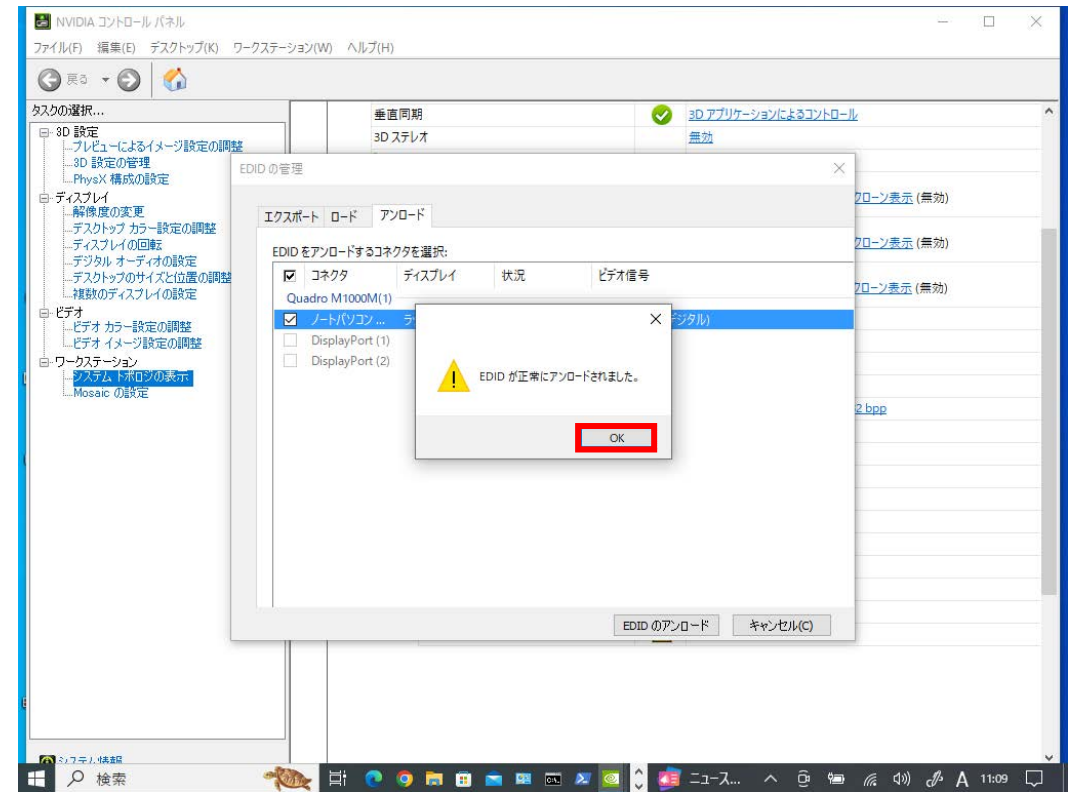 NVIDIA コントロール パネル
ファイル(F) 編集(E) デスクトップ(K) ワークステーション(W) ヘルプ(H)
戻る
タスクの選択...
3D 設定
プレビューによるイメージ設定の調整
3D 設定の管理
PhysX 構成の設定
ディスプレイ
解像度の変更
デスクトップ カラー設定の調整
ディスプレイの回転
デジタル オーディオの設定
デスクトップのサイズと位置の調整
複数のディスプレイの設定
ビデオ
ビデオ カラー設定の調整
ビデオ イメージ設定の調整
ワークステーション
システム トポロジの表示
Mosaic の設定
システム情報
垂直同期 3D アプリケーションによるコントロール
3D ステレオ 無効
クローン表示 (無効)
クローン表示 (無効)
クローン表示 (無効)
2 bpp
EDID の管理
エクスポート ロード アンロード
EDID をアンロードするコネクタを選択:
コネクタ ディスプレイ 状況 ビデオ信号
Quadro M1000M(1)
ノートパソコン ... デジタル)
DisplayPort (1)
DisplayPort (2)
EDID が正常にアンロードされました。
OK
EDID のアンロード キャンセル(C)
検索 ニュース... A 11:09